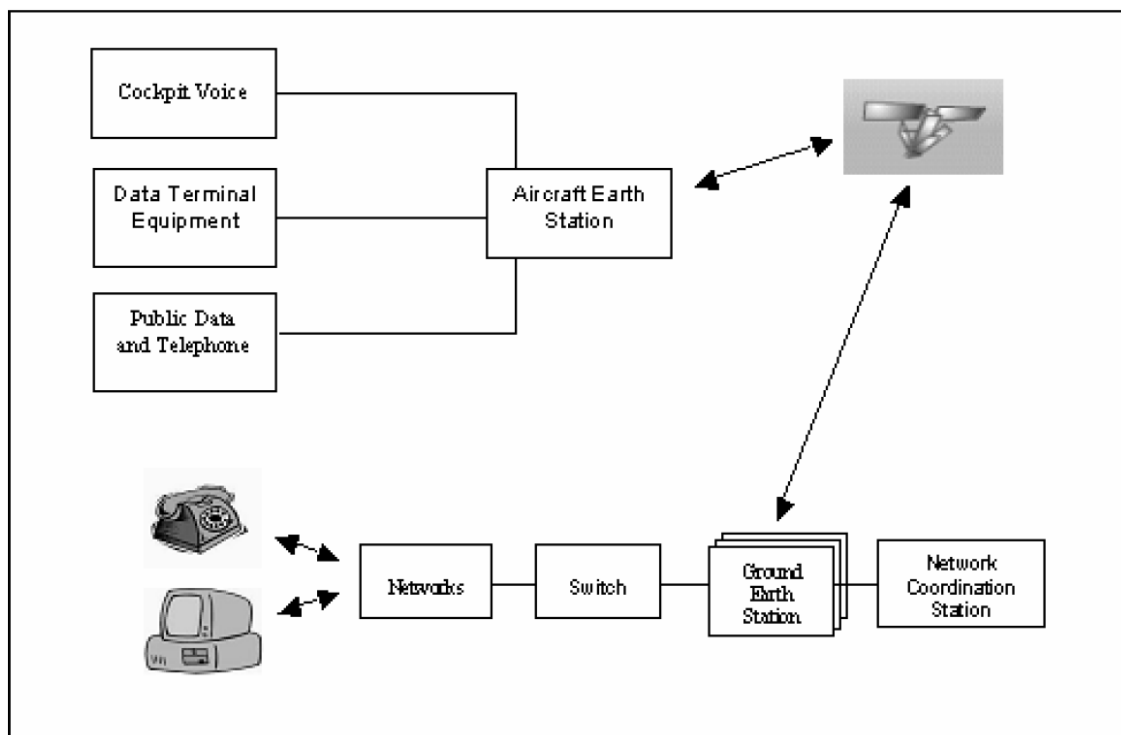 Cockpit Voice
Data Terminal
Equipment
Public Data
and Telephone
Aircraft Earth
Station
Networks
Switch
Ground
Earth
Station
Network
Coordination
Station